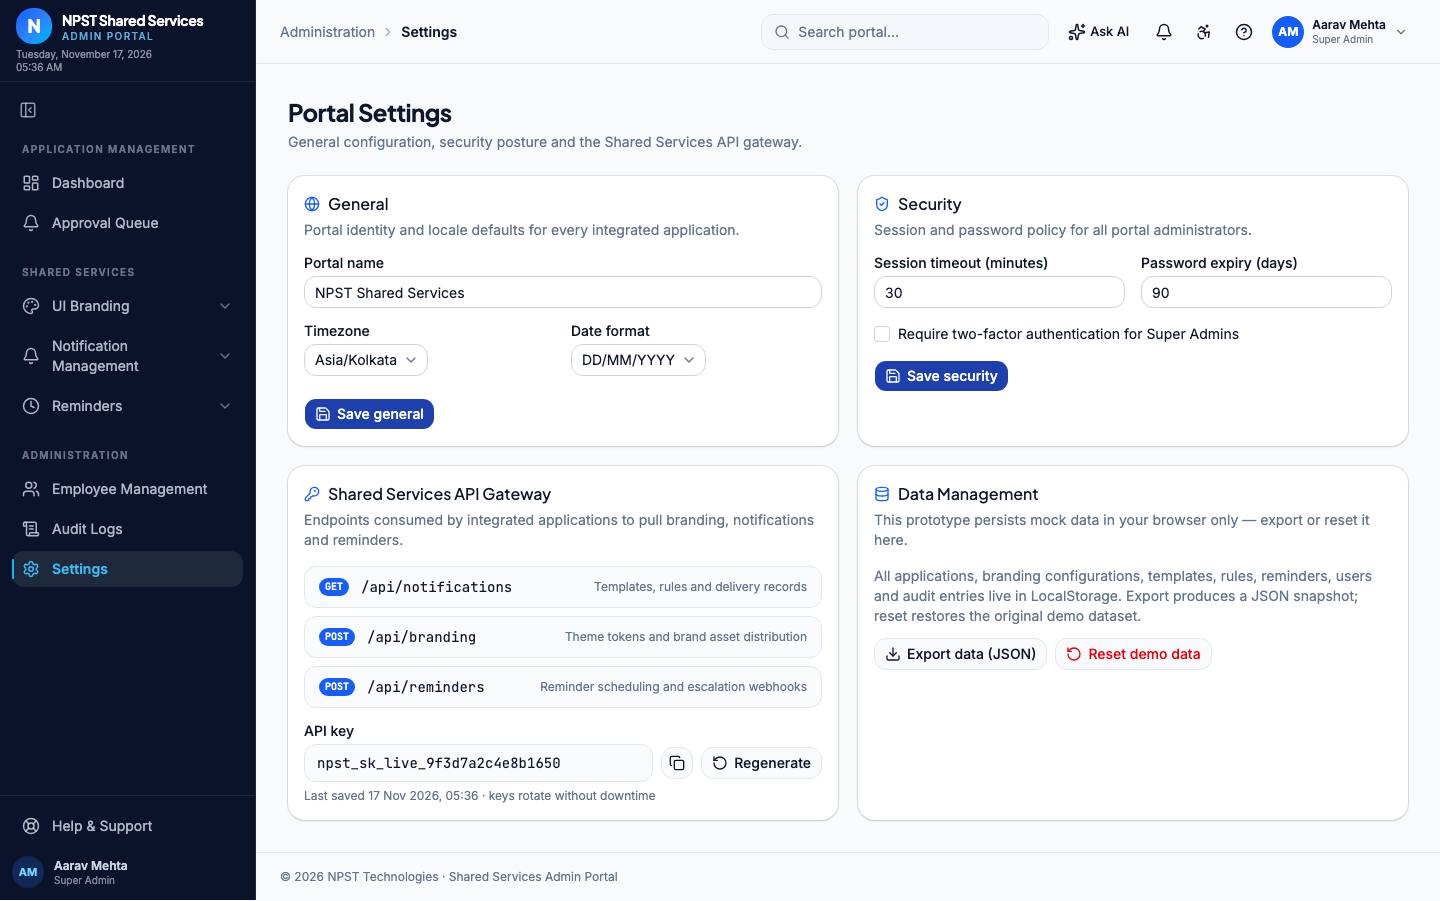 N
NPST Shared Services
ADMIN PORTAL
Tuesday, November 17, 2026
05:36 AM
APPLICATION MANAGEMENT
Dashboard
Approval Queue
SHARED SERVICES
UI Branding
Notification
Management
Reminders
ADMINISTRATION
Employee Management
Audit Logs
Settings
Help & Support
AM
Aarav Mehta
Super Admin
Administration > Settings
Search portal...
Ask AI
AM
Aarav Mehta
Super Admin
Portal Settings
General configuration, security posture and the Shared Services API gateway.
General
Portal identity and locale defaults for every integrated application.
Portal name
NPST Shared Services
Timezone
Date format
Asia/Kolkata
DD/MM/YYYY
Save general
Security
Session and password policy for all portal administrators.
Session timeout (minutes)
Password expiry (days)
30
90
Require two-factor authentication for Super Admins
Save security
Shared Services API Gateway
Endpoints consumed by integrated applications to pull branding, notifications
and reminders.
GET /api/notifications Templates, rules and delivery records
POST /api/branding Theme tokens and brand asset distribution
POST /api/reminders Reminder scheduling and escalation webhooks
API key
npst_sk_live_9f3d7a2c4e8b1650
Regenerate
Last saved 17 Nov 2026, 05:36 · keys rotate without downtime
Data Management
This prototype persists mock data in your browser only — export or reset it
here.
All applications, branding configurations, templates, rules, reminders, users
and audit entries live in LocalStorage. Export produces a JSON snapshot;
reset restores the original demo dataset.
Export data (JSON)
Reset demo data
© 2026 NPST Technologies · Shared Services Admin Portal